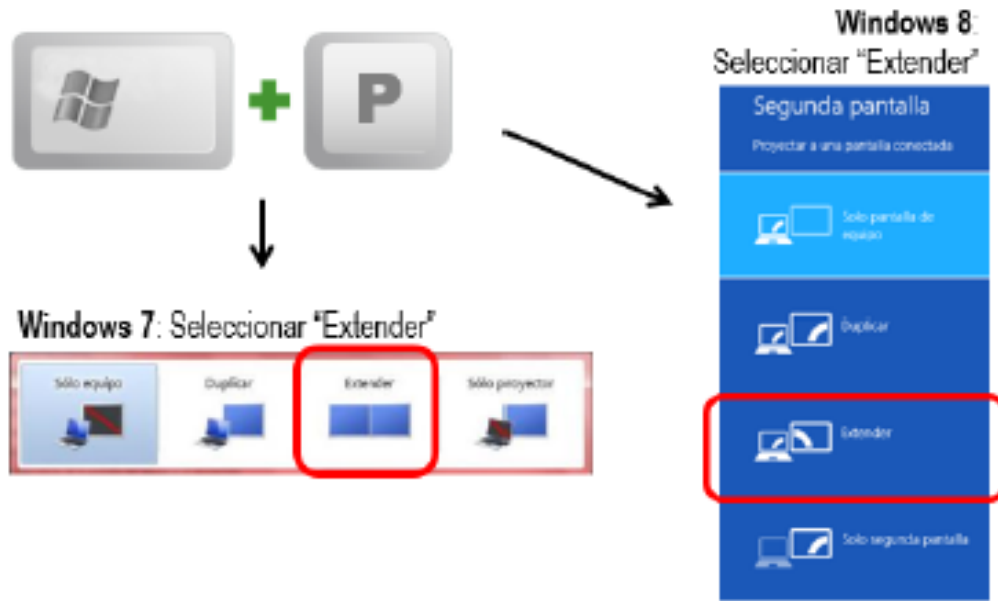 P
Windows 8:
Seleccionar "Extender"
Segunda pantalla
Proyectar a una pantalla conectada
Solo pantalla de
equipo
Duplicar
Extender
Solo segunda pantalla
Windows 7: Seleccionar "Extender"
Sólo equipo
Duplicar
Extender
Sólo proyector